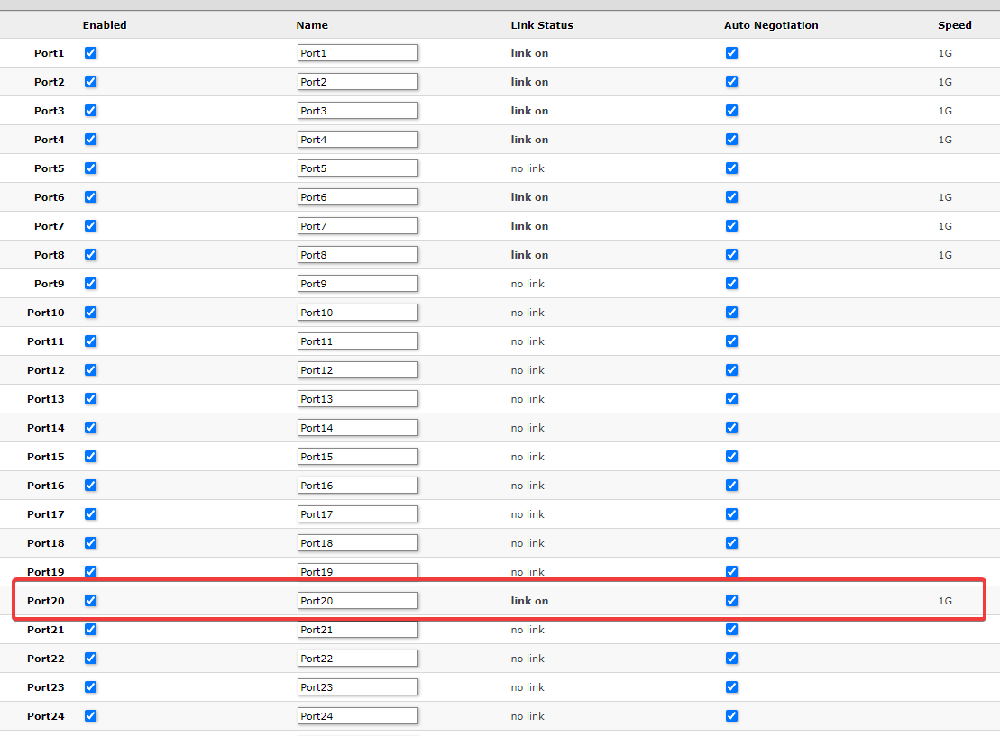 Enabled Name Link Status Auto Negotiation Speed
Port1 Port1 link on 1G
Port2 Port2 link on 1G
Port3 Port3 link on 1G
Port4 Port4 link on 1G
Port5 Port5 no link
Port6 Port6 link on 1G
Port7 Port7 link on 1G
Port8 Port8 link on 1G
Port9 Port9 no link
Port10 Port10 no link
Port11 Port11 no link
Port12 Port12 no link
Port13 Port13 no link
Port14 Port14 no link
Port15 Port15 no link
Port16 Port16 no link
Port17 Port17 no link
Port18 Port18 no link
Port19 Port19 no link
Port20 Port20 link on 1G
Port21 Port21 no link
Port22 Port22 no link
Port23 Port23 no link
Port24 Port24 no link